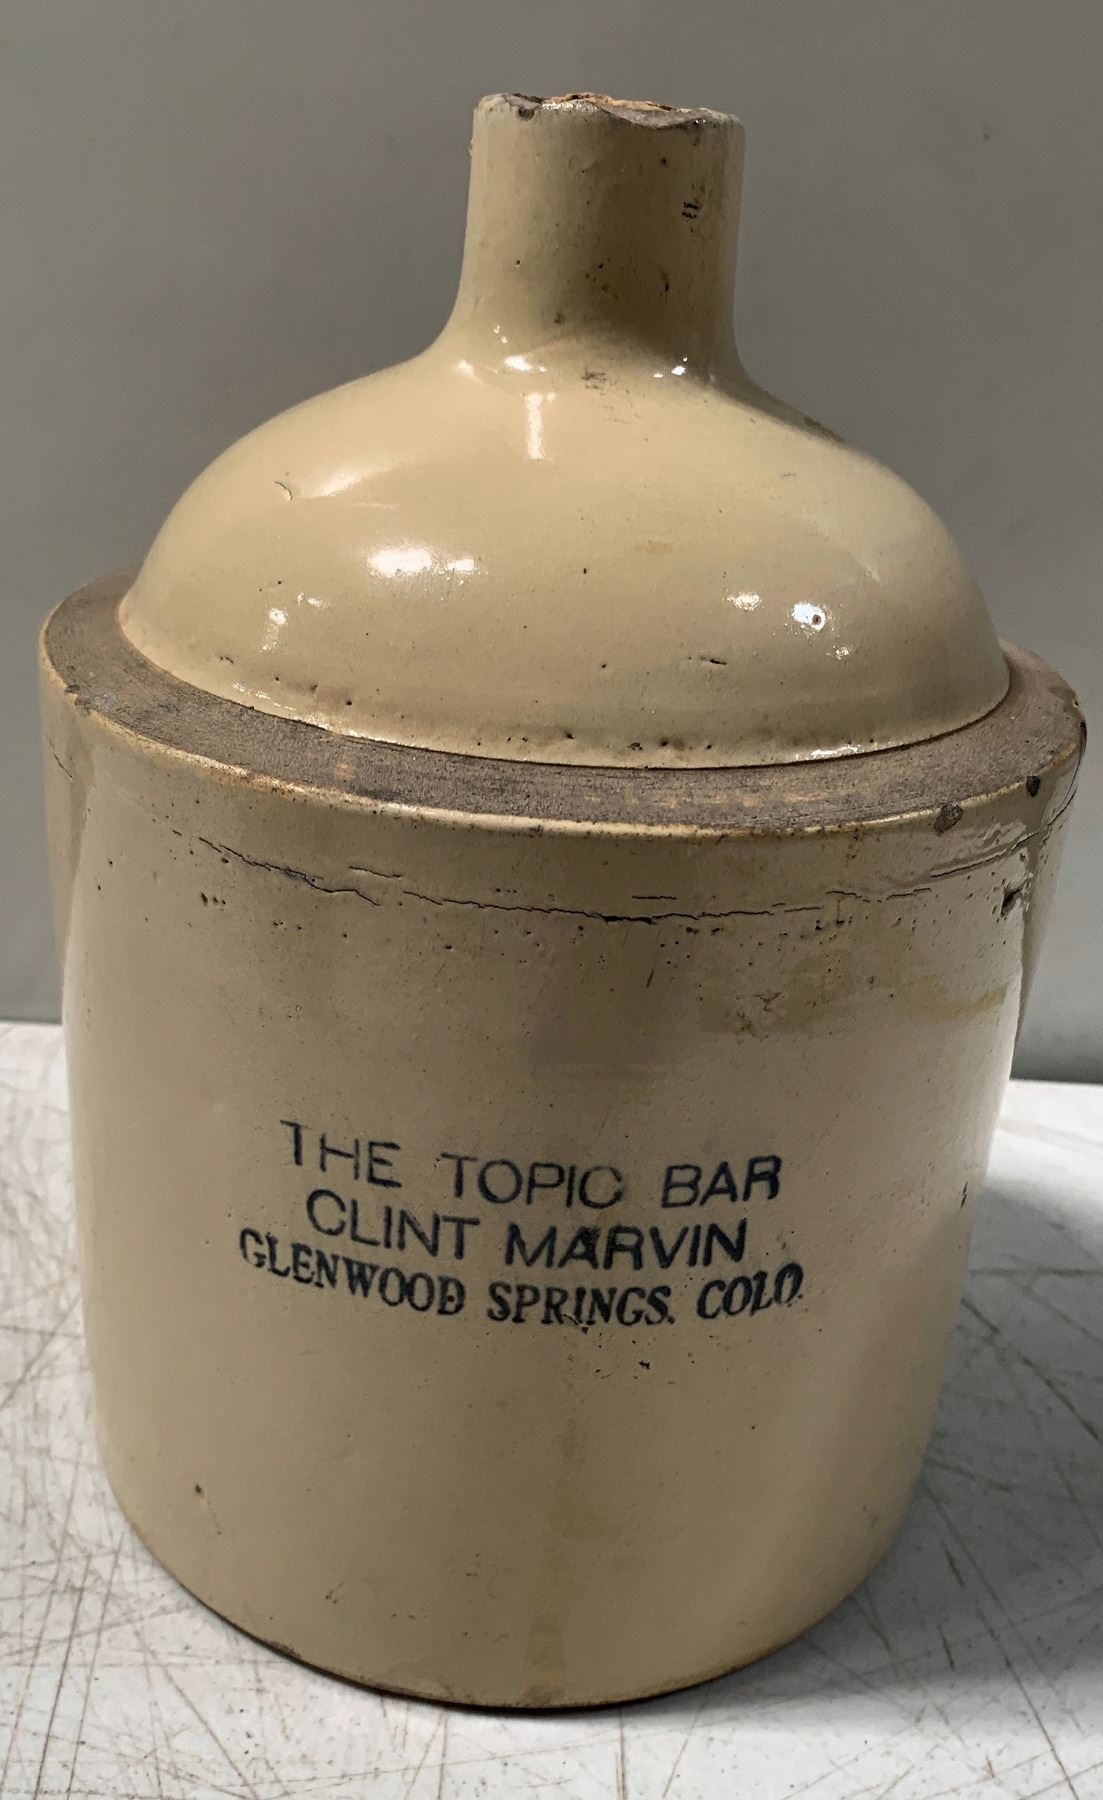 THE TOPIC BAR
CLINT MARVIN
GLENWOOD SPRINGS, COLO.